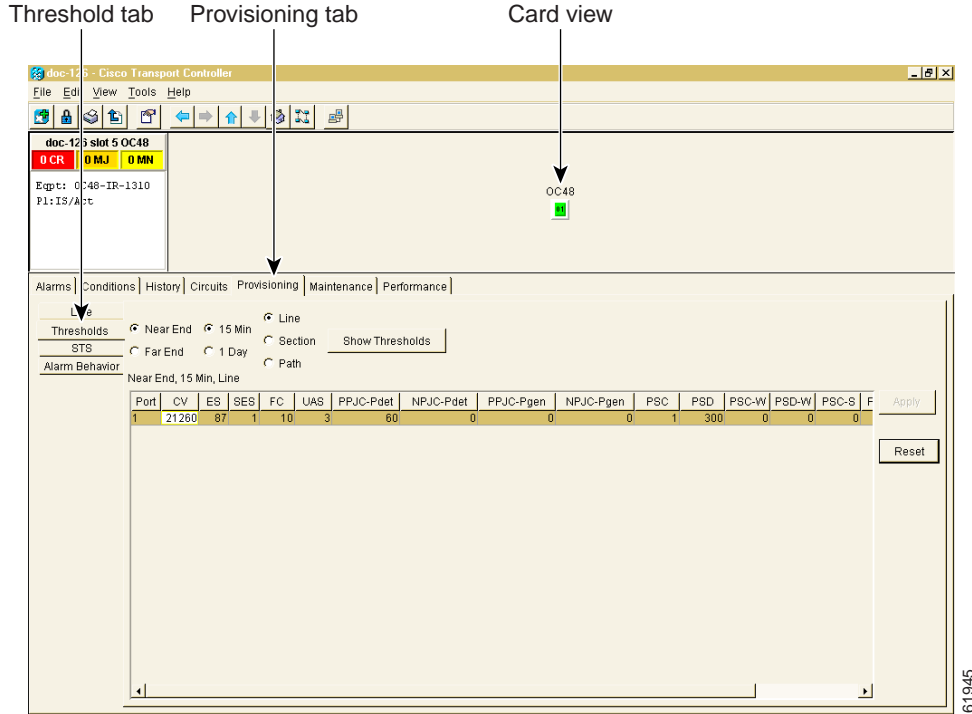 Threshold tab Provisioning tab Card view
doc-126 - Cisco Transport Controller
File Edit View Tools Help
doc-126 slot 5 OC48
0 CR 0 MJ 0 MN
Eqpt: OC48-IR-1310
P1:IS/Act
OC48
Alarms Conditions History Circuits Provisioning Maintenance Performance
Line
Thresholds
STS
Alarm Behavior
Near End 15 Min Line
Far End 1 Day Section Show Thresholds
Path
Near End, 15 Min, Line
Port CV ES SES FC UAS PPJC-Pdet NPJC-Pdet PPJC-Pgen NPJC-Pgen PSC PSD PSC-W PSD-W PSC-S F Apply
1 21260 87 1 10 3 60 0 0 0 1 300 0 0 0
Reset
61945